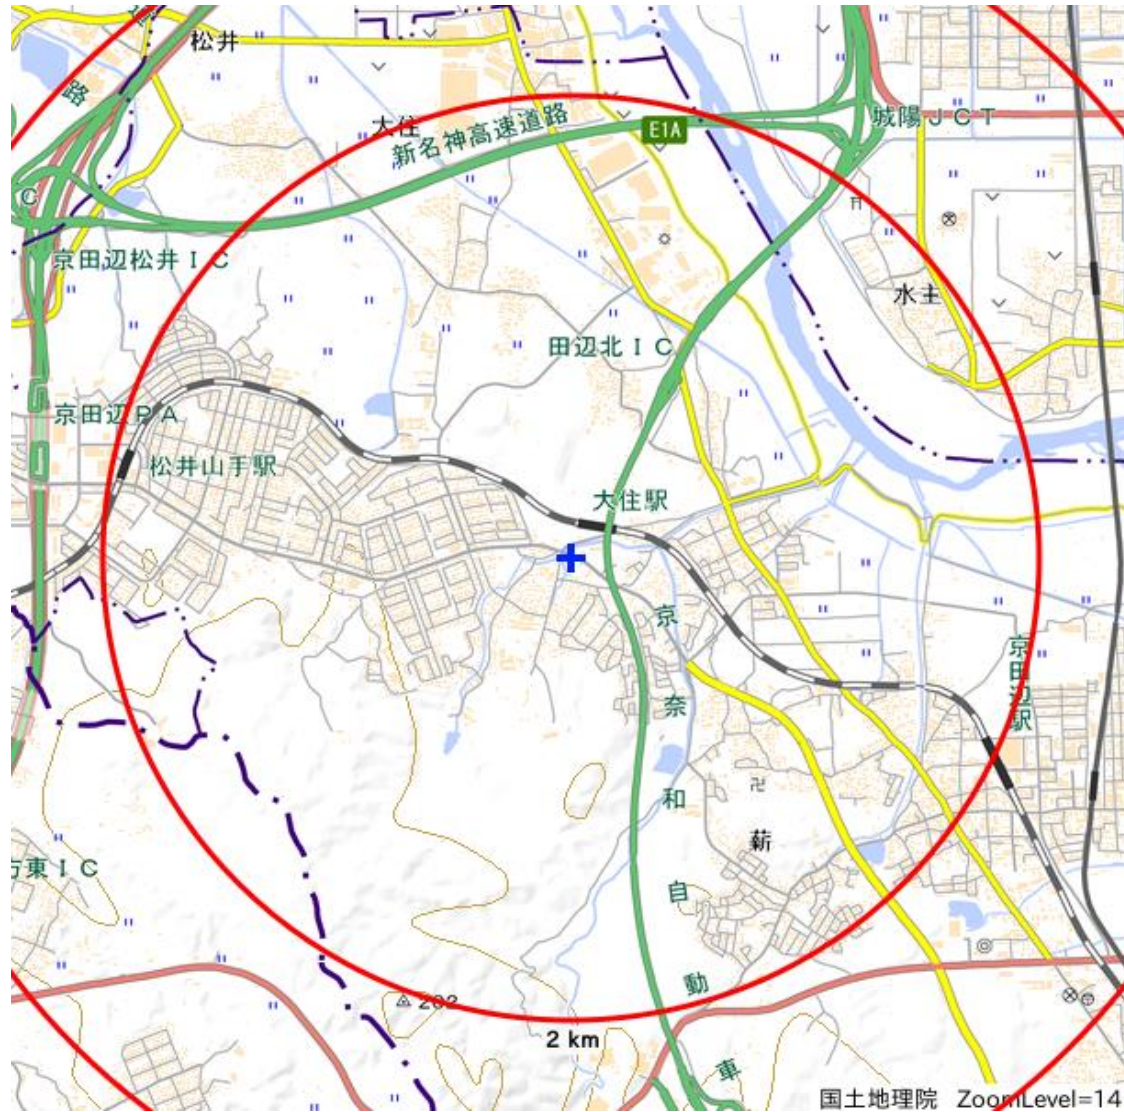 松井
路
大住
新名神高速道路
E1A
城陽JCT
C
京田辺松井IC
水主
田辺北IC
京田辺PA
松井山手駅
大住駅
京奈和自動車
京田辺駅
薪
方東IC
202
2 km
国土地理院 ZoomLevel=14